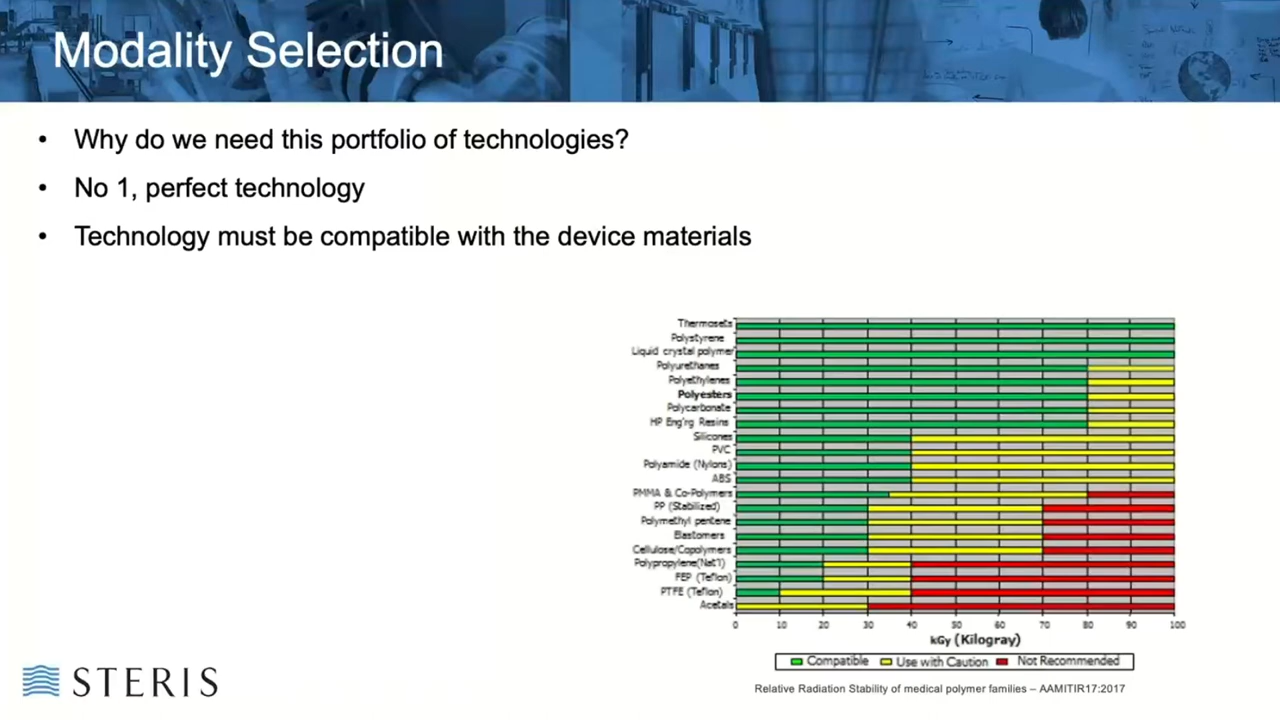 Modality Selection
• Why do we need this portfolio of technologies?
• No 1, perfect technology
• Technology must be compatible with the device materials
Thermosets
Polystyrene
Liquid crystal polymer
Polyurethanes
Polyethylenes
Polyesters
Polycarbonate
HP Eng'rg Resins
Silicones
PVC
Polyamide (Nylons)
ABS
PMMA & Co-Polymers
PP (Stabilized)
Polymethyl pentene
Elastomers
Cellulose/Copolymers
Polypropylene(Nat'l)
FEP (Teflon)
PTFE (Teflon)
Acetals
0 10 20 30 40 50 60 70 80 90 100
kGy (Kilogray)
Compatible Use with Caution Not Recommended
Relative Radiation Stability of medical polymer families – AAMITIR17:2017
STERIS